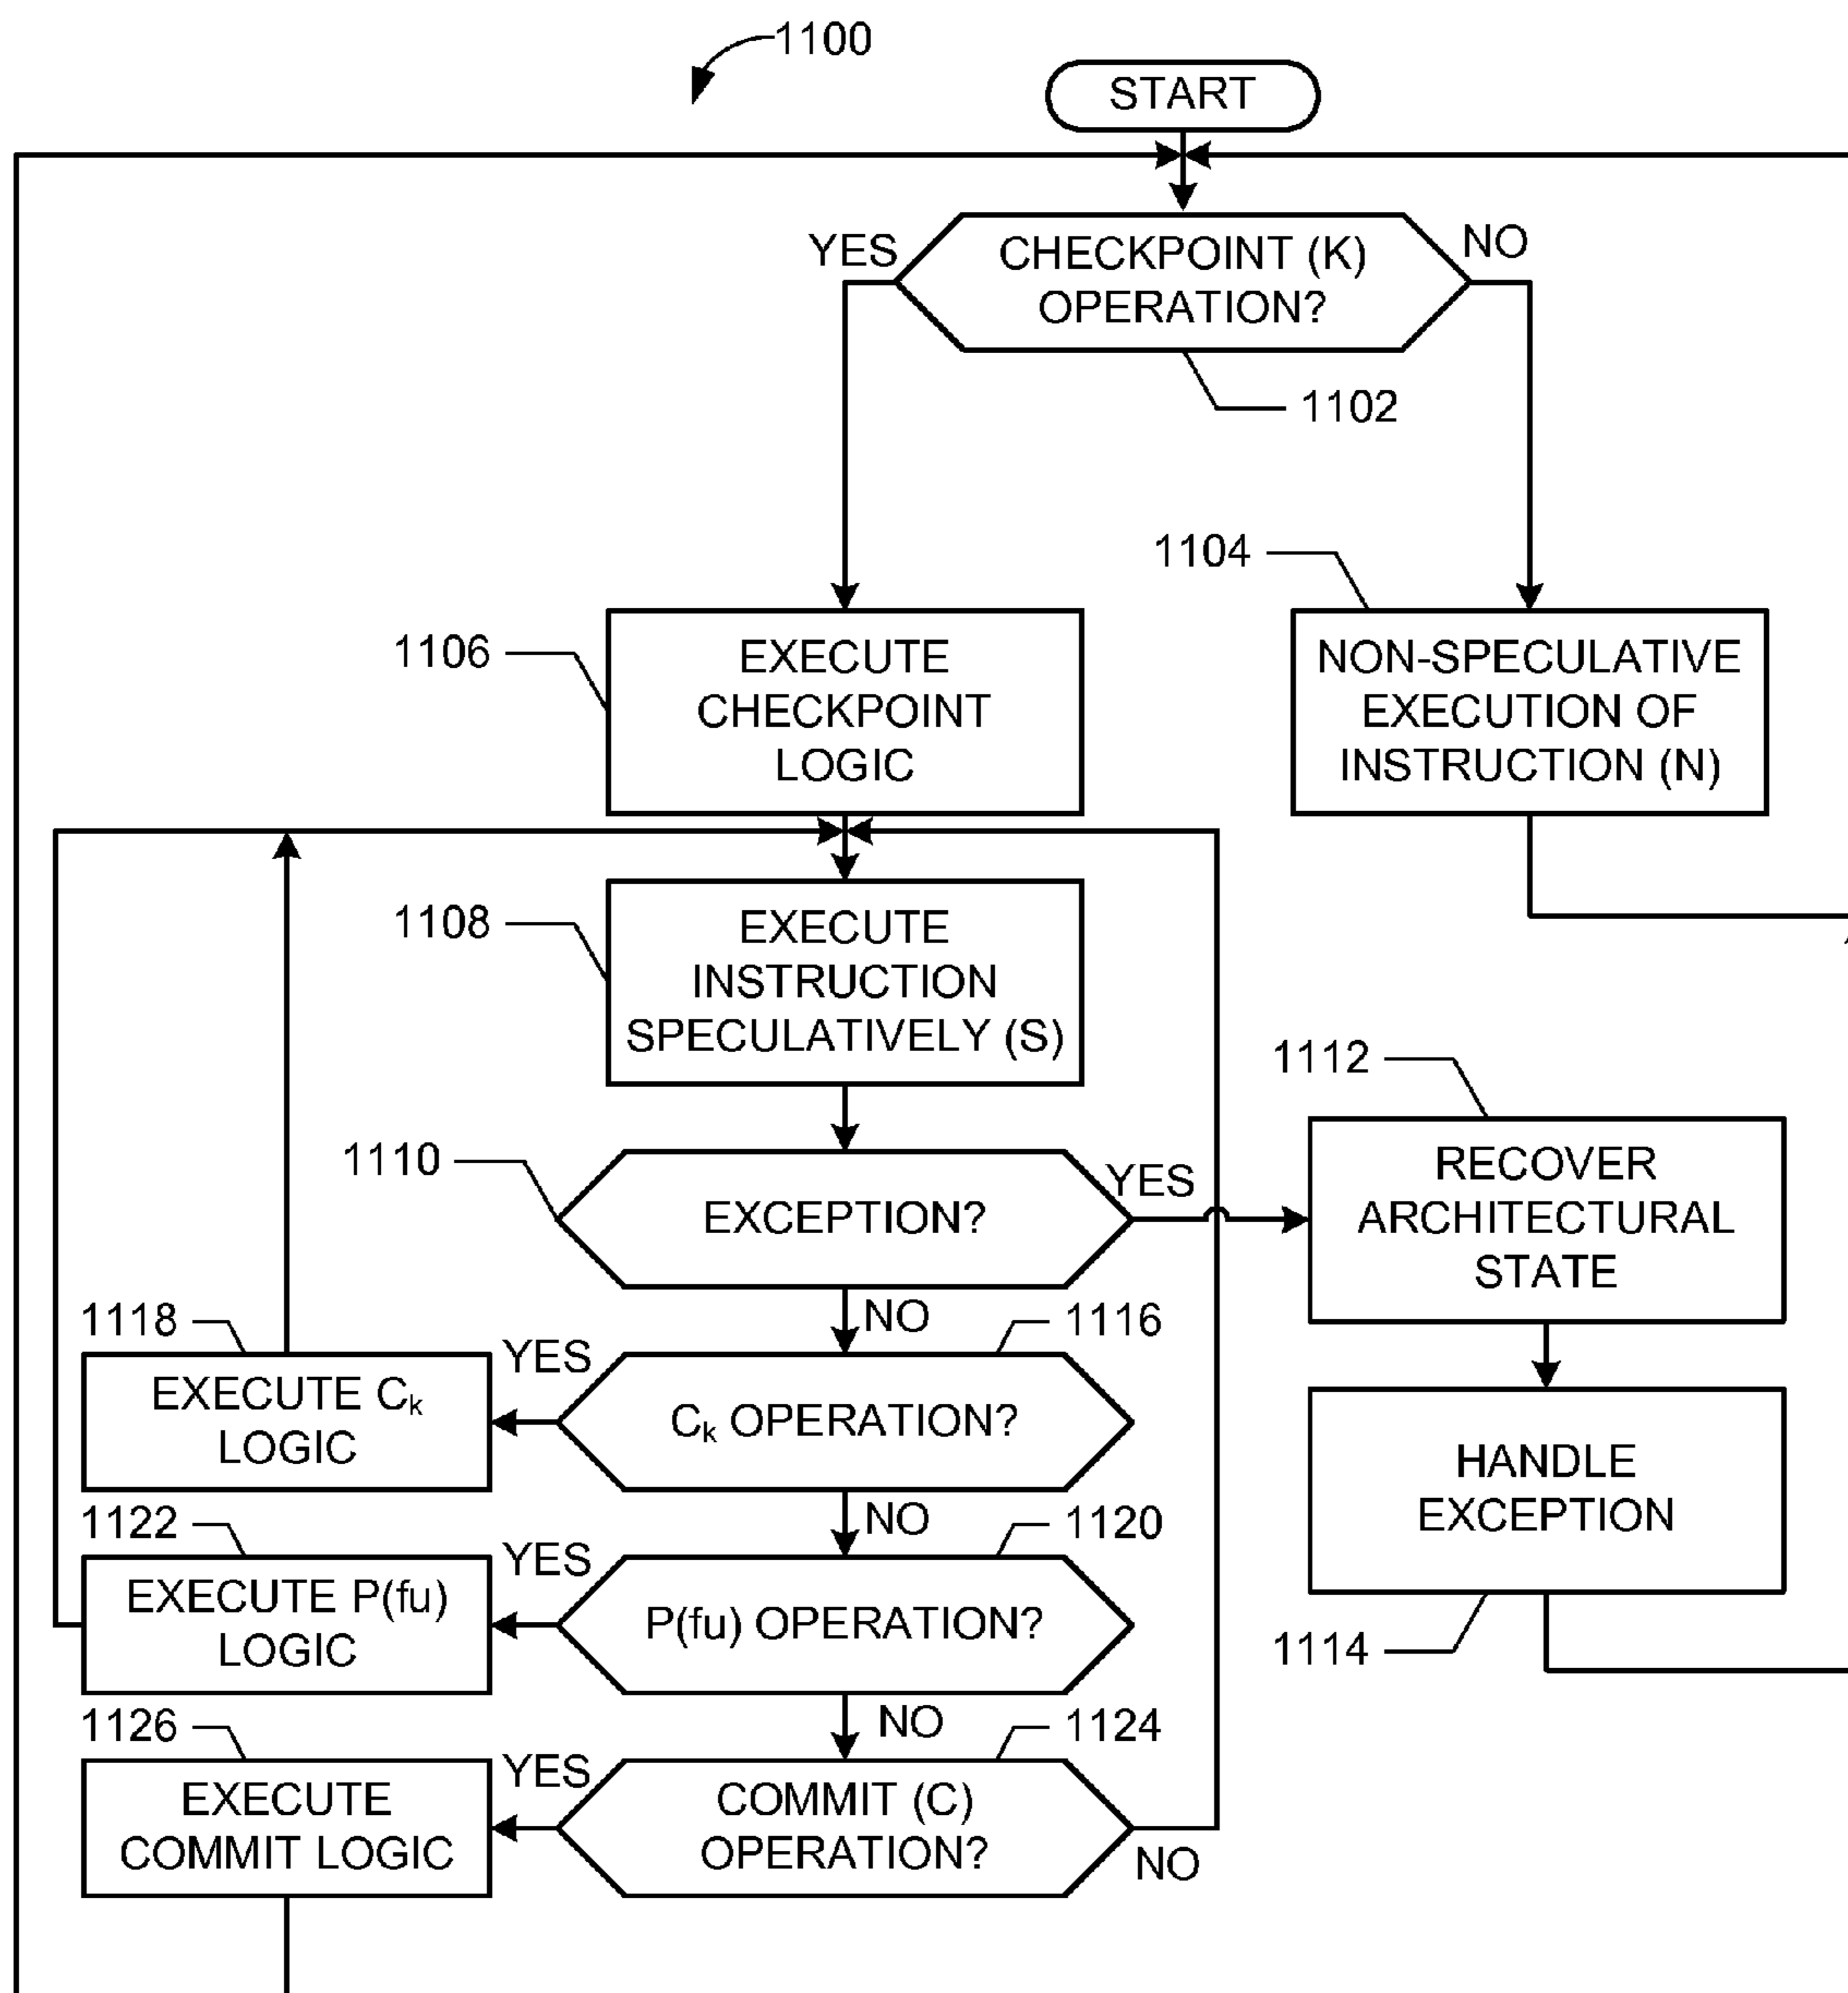 1100
START
YES
CHECKPOINT (K)
OPERATION?
NO
1102
1104
1106
EXECUTE
CHECKPOINT
LOGIC
NON-SPECULATIVE
EXECUTION OF
INSTRUCTION (N)
1108
EXECUTE
INSTRUCTION
SPECULATIVELY (S)
1112
1110
EXCEPTION?
YES
RECOVER
ARCHITECTURAL
STATE
NO
1118
1116
EXECUTE Ck
LOGIC
YES
Ck OPERATION?
HANDLE
EXCEPTION
NO
1122
1120
EXECUTE P(fu)
LOGIC
YES
P(fu) OPERATION?
1114
NO
1126
1124
EXECUTE
COMMIT LOGIC
YES
COMMIT (C)
OPERATION?
NO